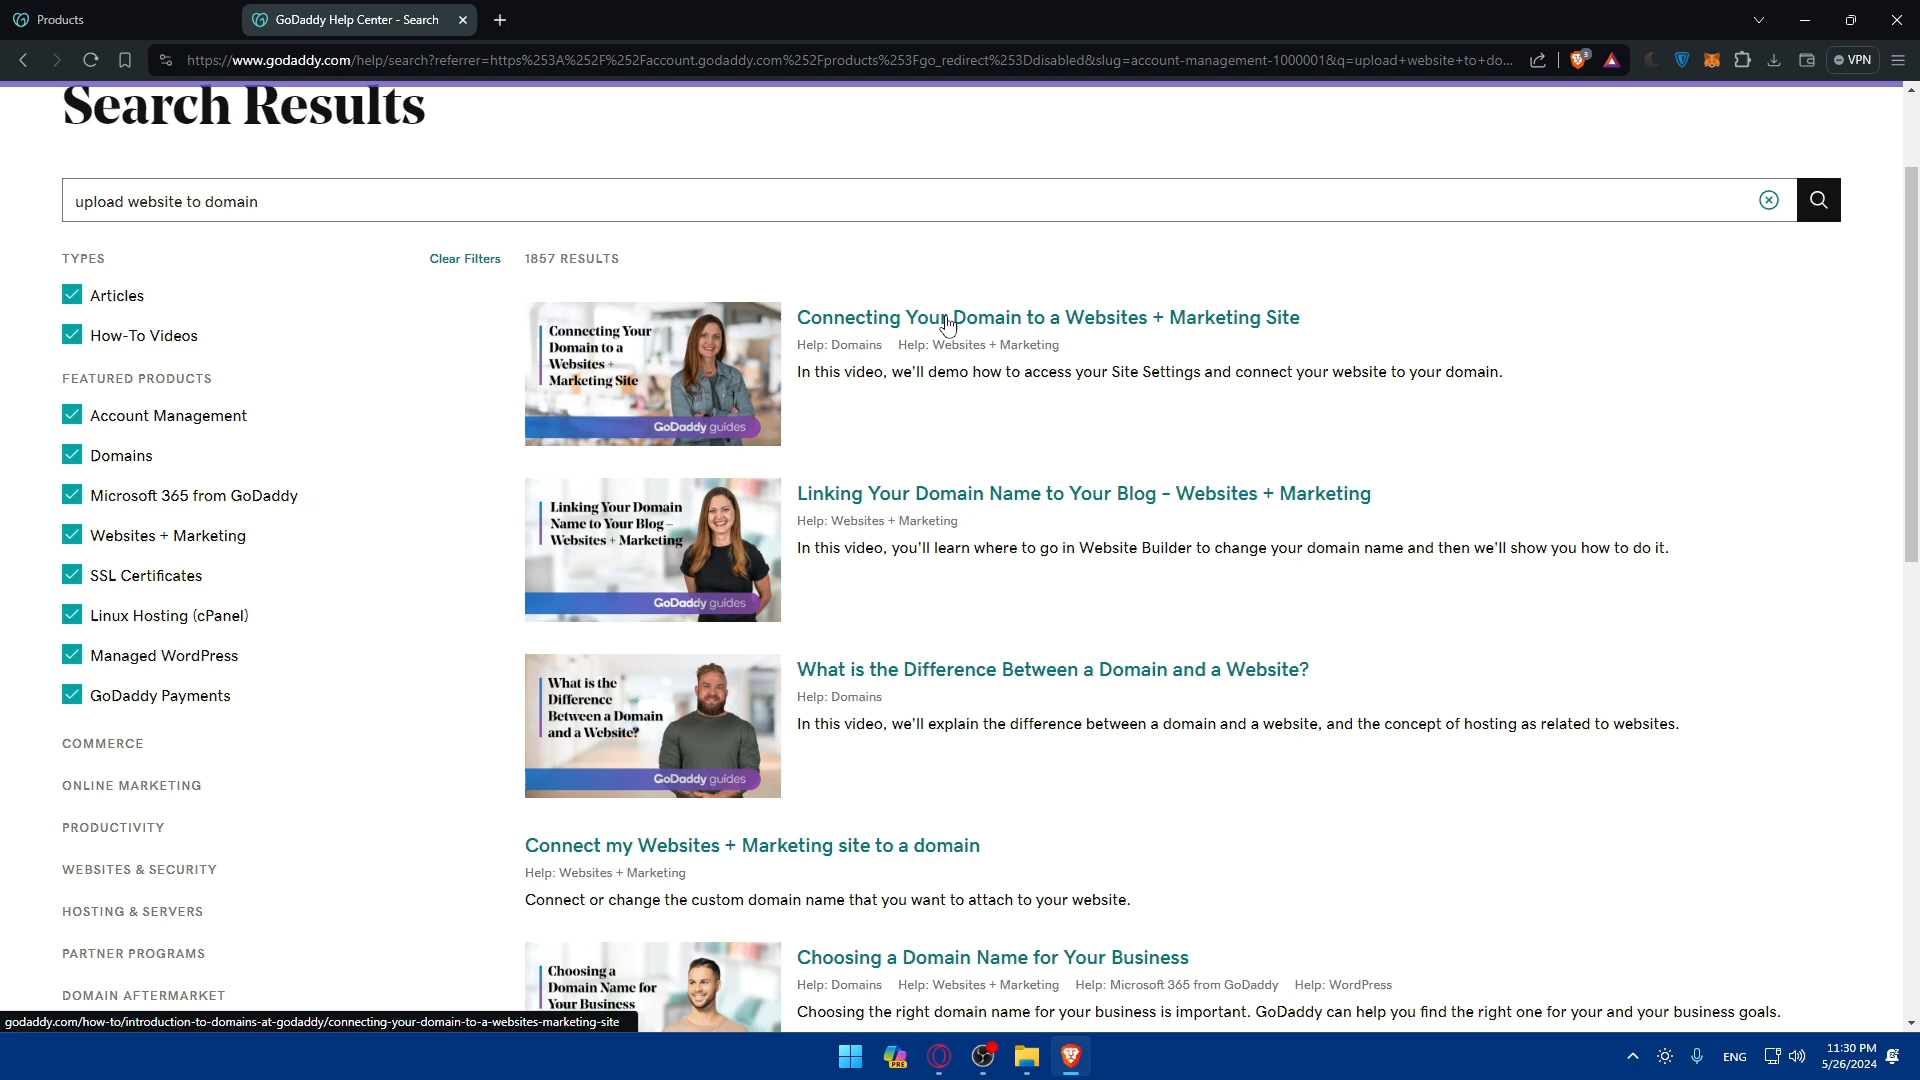 Products
GoDaddy Help Center - Search
https://www.godaddy.com/help/search?referrer=https%253A%252F%252Faccount.godaddy.com%252Fproducts%253Fgo_redirect%253Ddisabled&slug=account-management-1000001&q=upload+website+to+do...
3
VPN
Search Results
upload website to domain
TYPES
Clear Filters
1857 RESULTS
Articles
How-To Videos
FEATURED PRODUCTS
Account Management
Domains
Microsoft 365 from GoDaddy
Websites + Marketing
SSL Certificates
Linux Hosting (cPanel)
Managed WordPress
GoDaddy Payments
COMMERCE
ONLINE MARKETING
PRODUCTIVITY
WEBSITES & SECURITY
HOSTING & SERVERS
PARTNER PROGRAMS
DOMAIN AFTERMARKET
Connecting Your
Domain to a
Websites +
Marketing Site
GoDaddy guides
Connecting Your Domain to a Websites + Marketing Site
Help: Domains Help: Websites + Marketing
In this video, we'll demo how to access your Site Settings and connect your website to your domain.
Linking Your Domain
Name to Your Blog –
Websites + Marketing
GoDaddy guides
Linking Your Domain Name to Your Blog – Websites + Marketing
Help: Websites + Marketing
In this video, you'll learn where to go in Website Builder to change your domain name and then we'll show you how to do it.
What is the
Difference
Between a Domain
and a Website?
GoDaddy guides
What is the Difference Between a Domain and a Website?
Help: Domains
In this video, we'll explain the difference between a domain and a website, and the concept of hosting as related to websites.
Connect my Websites + Marketing site to a domain
Help: Websites + Marketing
Connect or change the custom domain name that you want to attach to your website.
Choosing a
Domain Name for
Your Business
Choosing a Domain Name for Your Business
Help: Domains Help: Websites + Marketing Help: Microsoft 365 from GoDaddy Help: WordPress
Choosing the right domain name for your business is important. GoDaddy can help you find the right one for your and your business goals.
godaddy.com/how-to/introduction-to-domains-at-godaddy/connecting-your-domain-to-a-websites-marketing-site
PRE
ENG
11:30 PM
5/26/2024